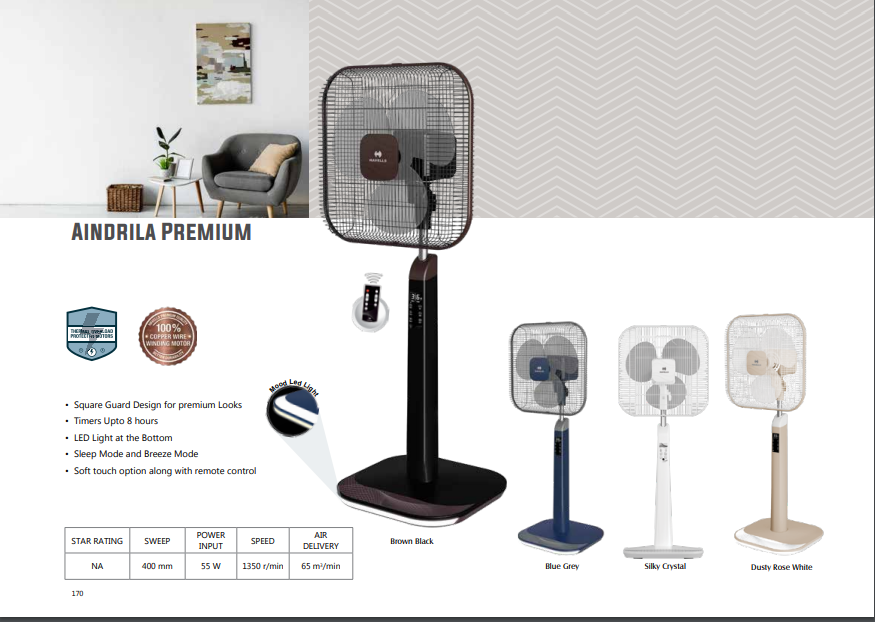 HAVELLS
AINDRILA PREMIUM
THERMAL OVERLOAD
PROTECTIVE MOTORS
100%
COPPER WIRE
WINDING MOTOR
Mood Led Light
• Square Guard Design for premium Looks
• Timers Upto 8 hours
• LED Light at the Bottom
• Sleep Mode and Breeze Mode
• Soft touch option along with remote control
STAR RATING SWEEP POWER INPUT SPEED AIR DELIVERY
NA 400 mm 55 W 1350 r/min 65 m³/min
Brown Black
Blue Grey
Silky Crystal
Dusty Rose White
170